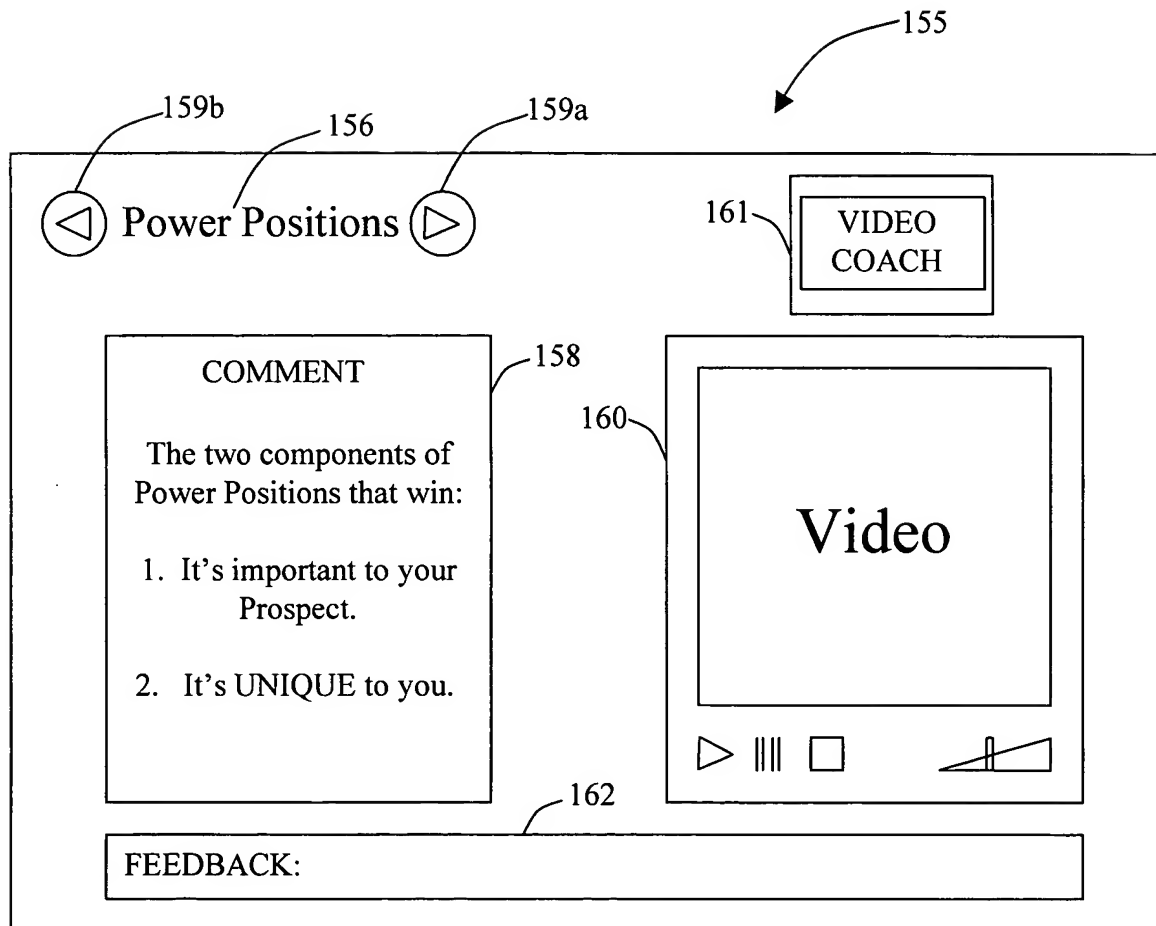 155
159b
156
159a
Power Positions
161
VIDEO
COACH
COMMENT
158
The two components of
Power Positions that win:
1. It's important to your
Prospect.
2. It's UNIQUE to you.
160
Video
162
FEEDBACK: